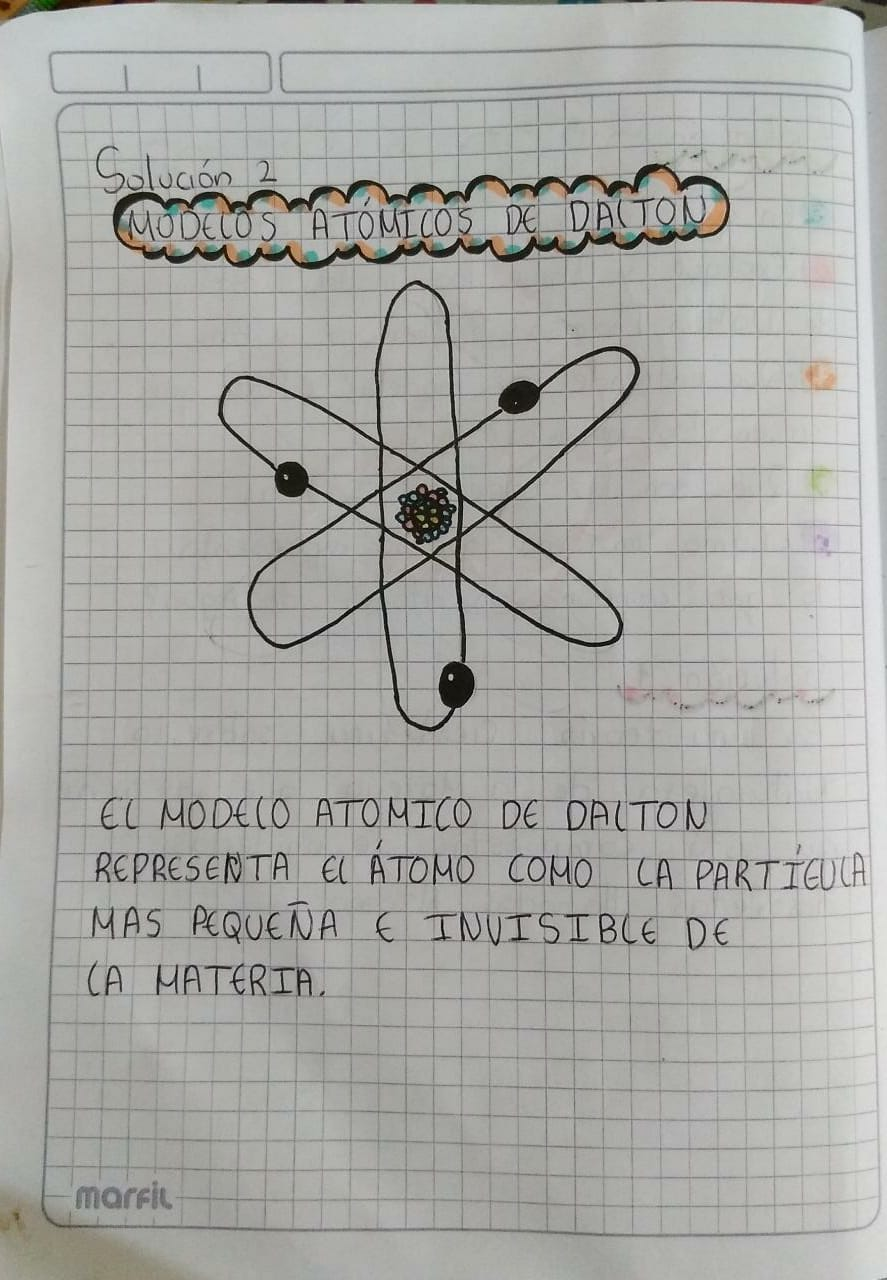 Solución 2
MODELOS ATÓMICOS DE DALTON
EL MODELO ATOMICO DE DALTON
REPRESENTA EL ÁTOMO COMO LA PARTÍCULA
MAS PEQUEÑA E INVISIBLE DE
LA MATERIA.
marfil